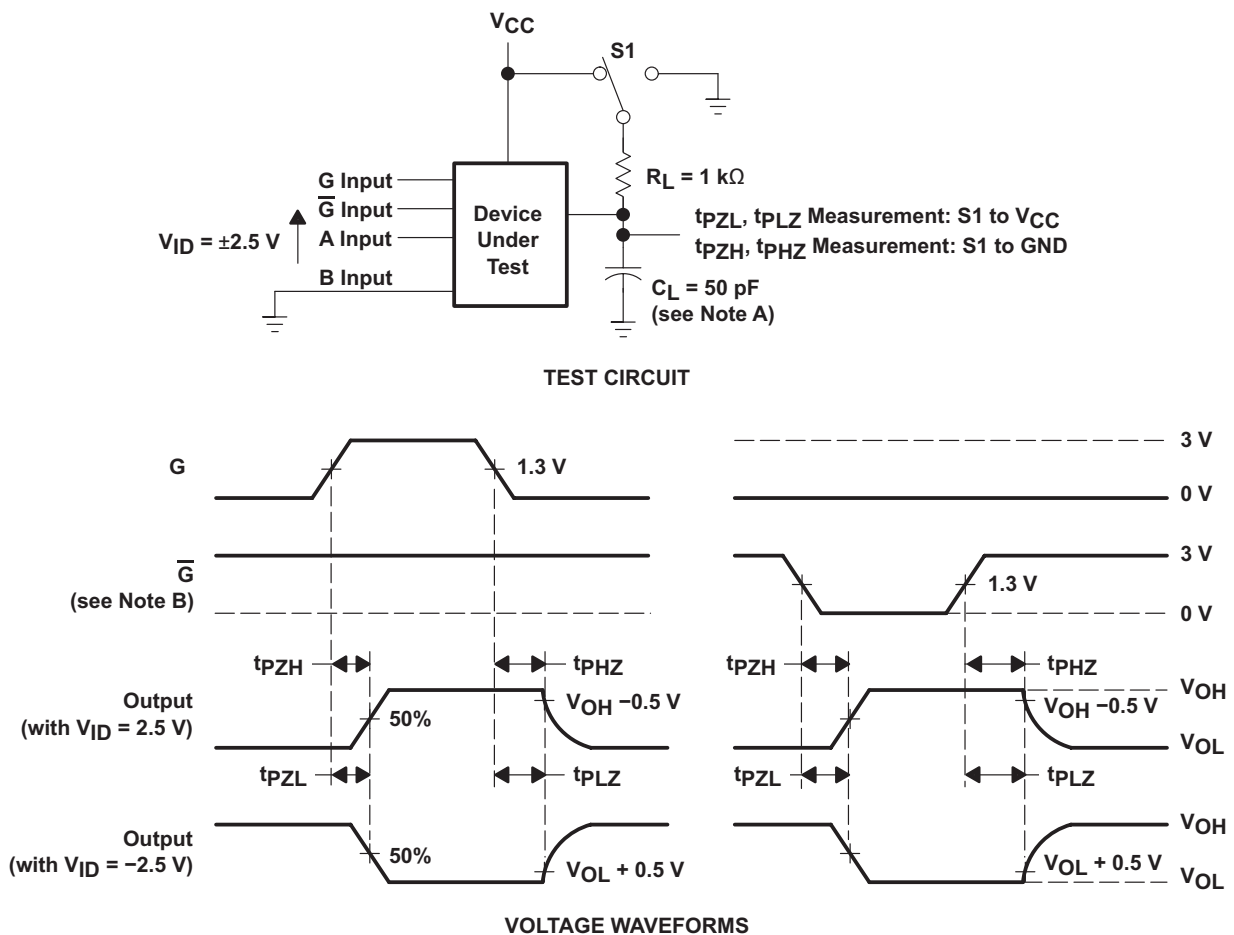 VCC
S1
G Input
G̅ Input
A Input
B Input
VID = ±2.5 V
Device
Under
Test
RL = 1 kΩ
tPZL, tPLZ Measurement: S1 to VCC
tPZH, tPHZ Measurement: S1 to GND
CL = 50 pF
(see Note A)
TEST CIRCUIT
G
1.3 V
3 V
0 V
G̅
(see Note B)
1.3 V
3 V
0 V
tPZH
tPHZ
tPZH
tPHZ
Output
(with VID = 2.5 V)
50%
VOH −0.5 V
VOH −0.5 V
VOH
VOL
tPZL
tPLZ
tPZL
tPLZ
Output
(with VID = −2.5 V)
50%
VOL + 0.5 V
VOL + 0.5 V
VOH
VOL
VOLTAGE WAVEFORMS